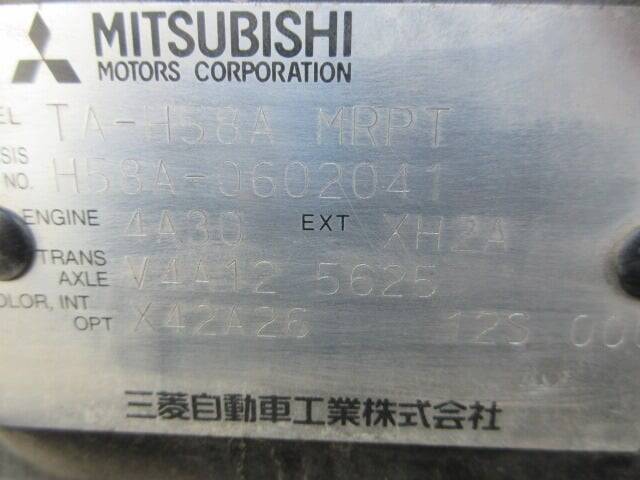 MITSUBISHI
MOTORS CORPORATION
EL TA-H58A MRPT
SIS
NO. H58A-0602041
ENGINE 4A30 EXT XH2A
TRANS
AXLE V4A12 5625
OLOR, INT
OPT X42A26 12S 00
三菱自動車工業株式会社